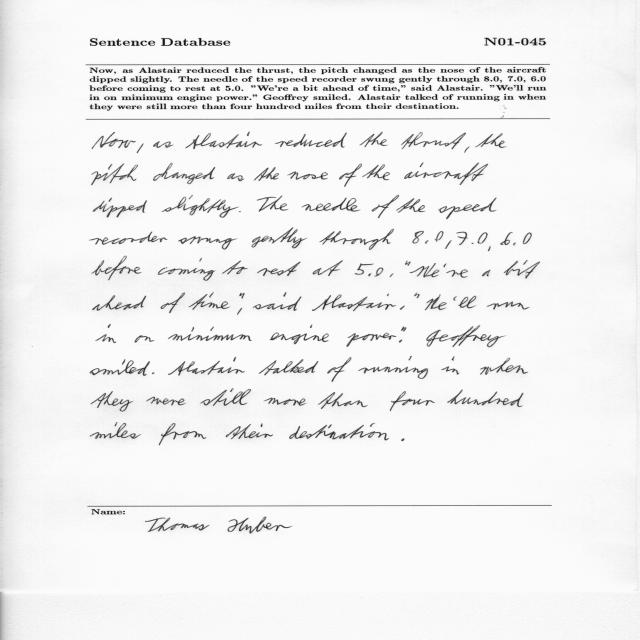 Sentence Database N01-045
Now, as Alastair reduced the thrust, the pitch changed as the nose of the aircraft
dipped slightly. The needle of the speed recorder swung gently through 8.0, 7.0, 6.0
before coming to rest at 5.0. "We're a bit ahead of time," said Alastair. "We'll run
in on minimum engine power." Geoffrey smiled. Alastair talked of running in when
they were still more than four hundred miles from their destination.
Now, as Alastair reduced the thrust, the
pitch changed as the nose of the aircraft
dipped slightly. The needle of the speed
recorder swung gently through 8.0, 7.0, 6.0
before coming to rest at 5.0. "We're a bit
ahead of time", said Alastair. "We'll run
in on minimum engine power". Geoffrey
smiled. Alastair talked of running in when
they were still more than four hundred
miles from their destination.
Name:
Thomas Huber